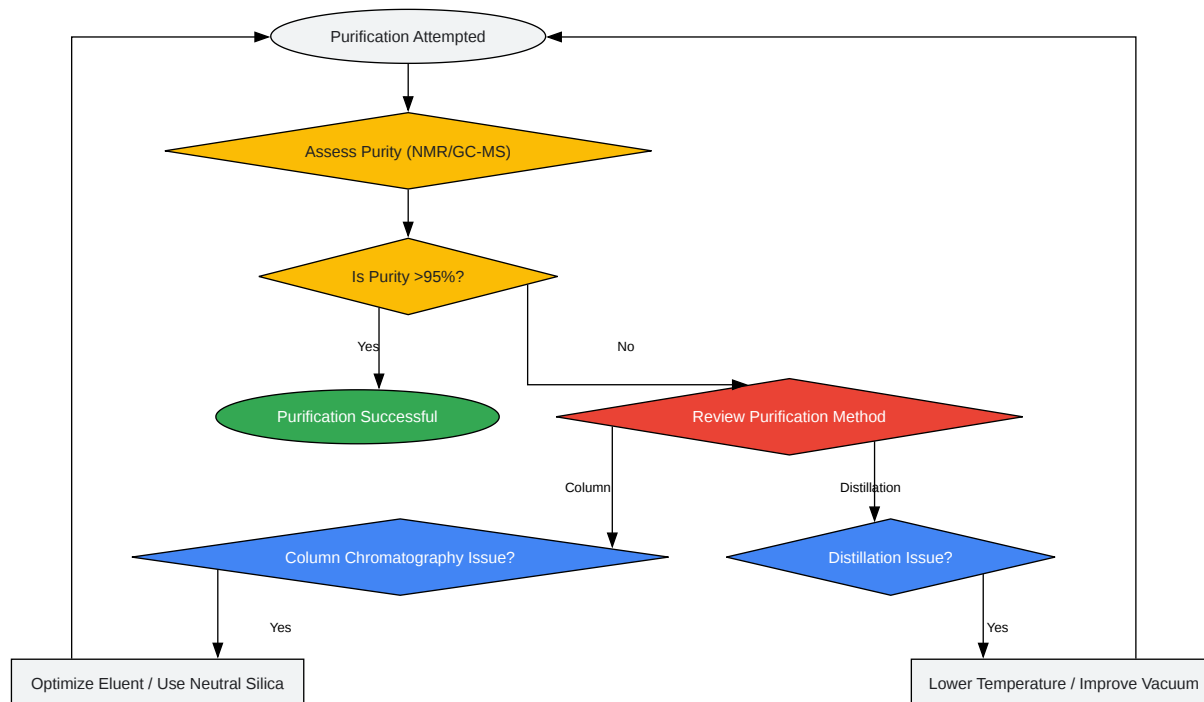 Purification Attempted
Assess Purity (NMR/GC-MS)
Is Purity >95%?
Yes
No
Purification Successful
Review Purification Method
Column
Distillation
Column Chromatography Issue?
Distillation Issue?
Yes
Yes
Optimize Eluent / Use Neutral Silica
Lower Temperature / Improve Vacuum